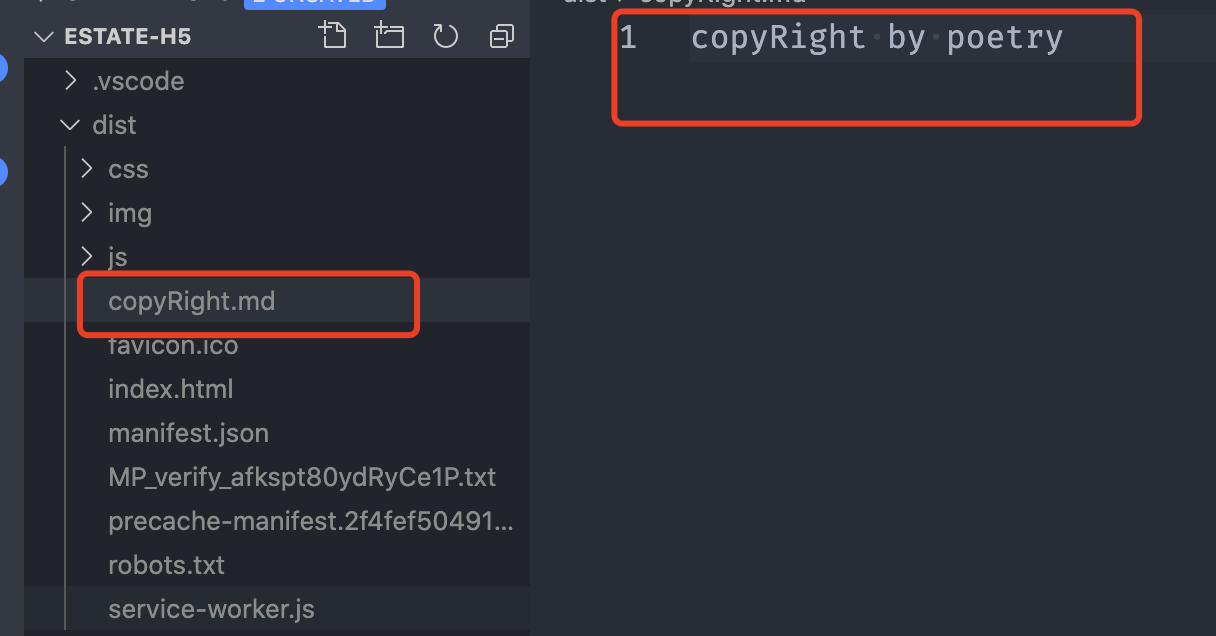 ESTATE-H5
.vscode
dist
css
img
js
copyRight.md
favicon.ico
index.html
manifest.json
MP_verify_afkspt80ydRyCe1P.txt
precache-manifest.2f4fef50491...
robots.txt
service-worker.js
1 copyRight by poetry